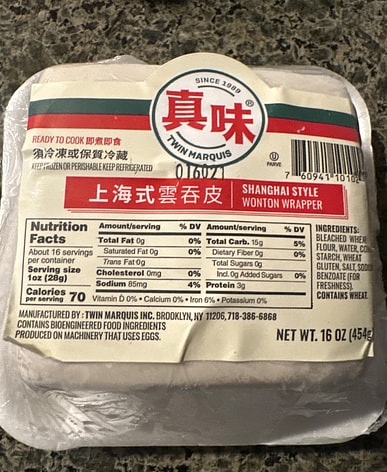 SINCE 1989
真味®
TWIN MARQUIS
READY TO COOK 即煮即食
須冷凍或保質冷藏
KEEP FROZEN OR PERISHABLE KEEP REFRIGERATED
016021
U
PARVE
7 60941 10102
上海式雲吞皮
SHANGHAI STYLE
WONTON WRAPPER
Nutrition
Facts
About 16 servings
per container
Serving size
1oz (28g)
Calories
per serving 70
Amount/serving % DV
Total Fat 0g 0%
Saturated Fat 0g 0%
Trans Fat 0g
Cholesterol 0mg 0%
Sodium 85mg 4%
Amount/serving % DV
Total Carb. 15g 5%
Dietary Fiber 0g 0%
Total Sugars 0g
Incl. 0g Added Sugars 0%
Protein 3g
Vitamin D 0% • Calcium 0% • Iron 6% • Potassium 0%
INGREDIENTS:
BLEACHED
FLOUR, WATER,
STARCH, WHEAT
GLUTEN, SALT,
BENZOATE (FOR
FRESHNESS).
CONTAINS WHEAT.
MANUFACTURED BY : TWIN MARQUIS INC. BROOKLYN, NY 11206, 718-386-6868
CONTAINS BIOENGINEERED FOOD INGREDIENTS
PRODUCED ON MACHINERY THAT USES EGGS.
NET WT. 16 OZ (454g